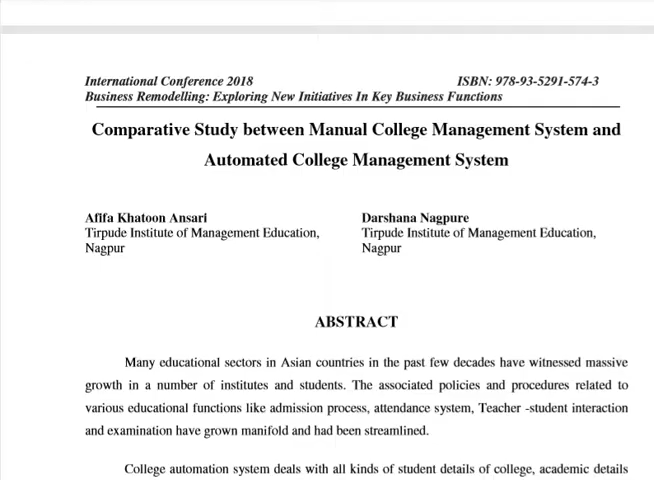 International Conference 2018 ISBN: 978-93-5291-574-3
Business Remodelling: Exploring New Initiatives In Key Business Functions
Comparative Study between Manual College Management System and
Automated College Management System
Afifa Khatoon Ansari Darshana Nagpure
Tirpude Institute of Management Education, Tirpude Institute of Management Education,
Nagpur Nagpur
ABSTRACT
Many educational sectors in Asian countries in the past few decades have witnessed massive
growth in a number of institutes and students. The associated policies and procedures related to
various educational functions like admission process, attendance system, Teacher -student interaction
and examination have grown manifold and had been streamlined.
College automation system deals with all kinds of student details of college, academic details